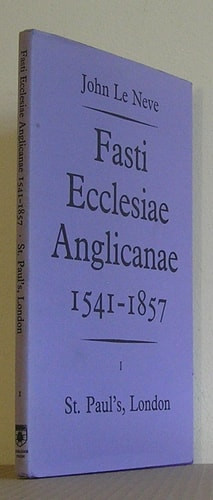 John Le Neve
Fasti
Ecclesiae
Anglicanae
1541-1857
I
St. Paul's, London
Fasti Ecclesiae Anglicanae 1541-1857 · St. Paul's, London
I